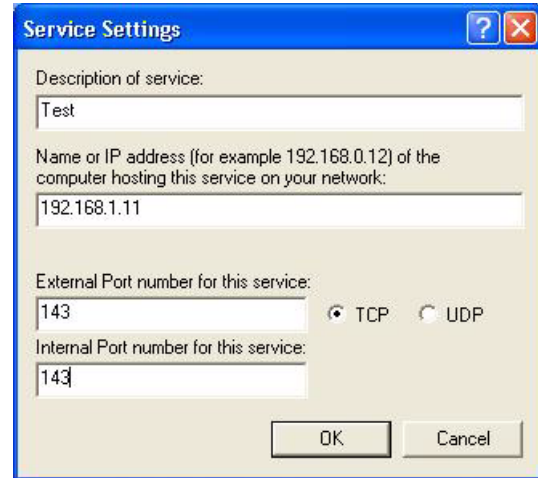 Service Settings
?
Description of service:
Test
Name or IP address (for example 192.168.0.12) of the
computer hosting this service on your network:
192.168.1.11
External Port number for this service:
143 TCP UDP
Internal Port number for this service:
143
OK Cancel